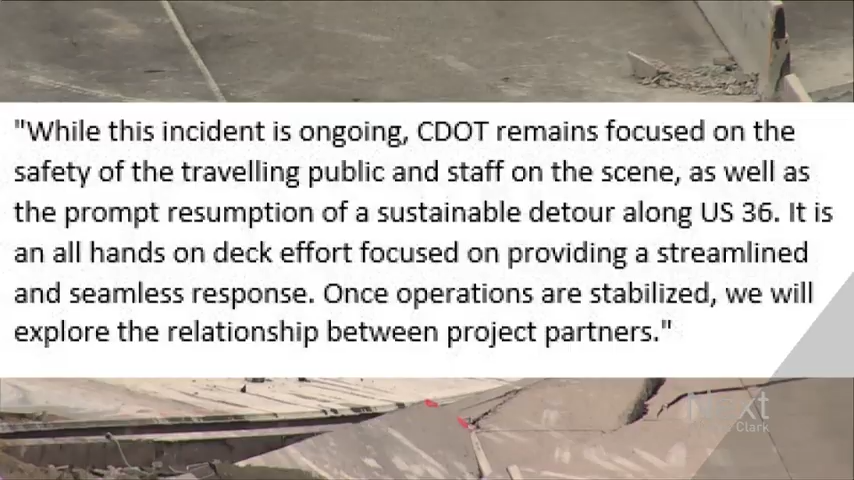 "While this incident is ongoing, CDOT remains focused on the
safety of the travelling public and staff on the scene, as well as
the prompt resumption of a sustainable detour along US 36. It is
an all hands on deck effort focused on providing a streamlined
and seamless response. Once operations are stabilized, we will
explore the relationship between project partners."
next
Clark